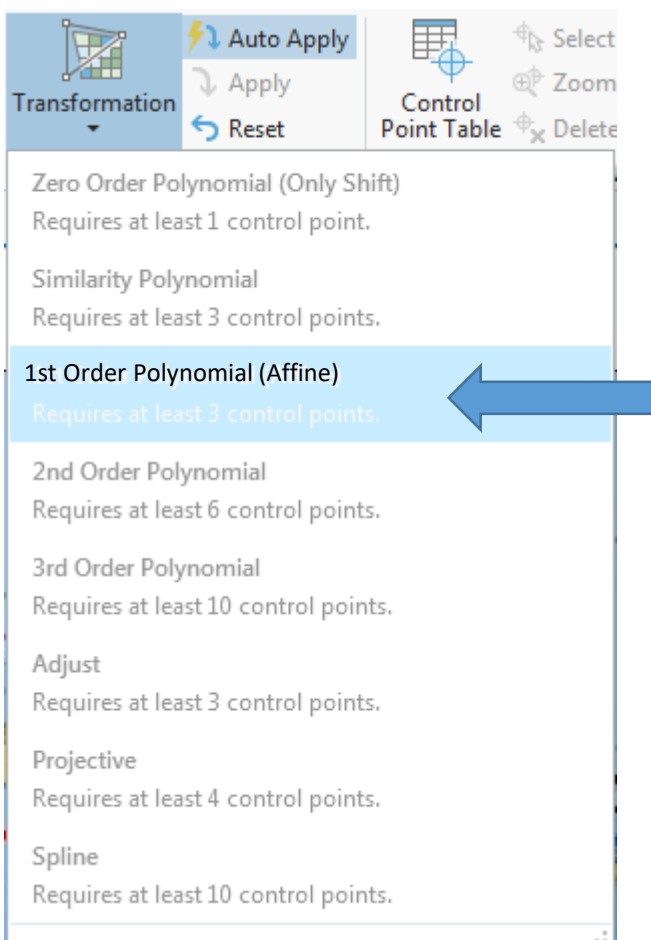 Transformation
Auto Apply
Apply
Reset
Control
Point Table
Select
Zoom
Delete
Zero Order Polynomial (Only Shift)
Requires at least 1 control point.
Similarity Polynomial
Requires at least 3 control points.
1st Order Polynomial (Affine)
Requires at least 3 control points.
2nd Order Polynomial
Requires at least 6 control points.
3rd Order Polynomial
Requires at least 10 control points.
Adjust
Requires at least 3 control points.
Projective
Requires at least 4 control points.
Spline
Requires at least 10 control points.